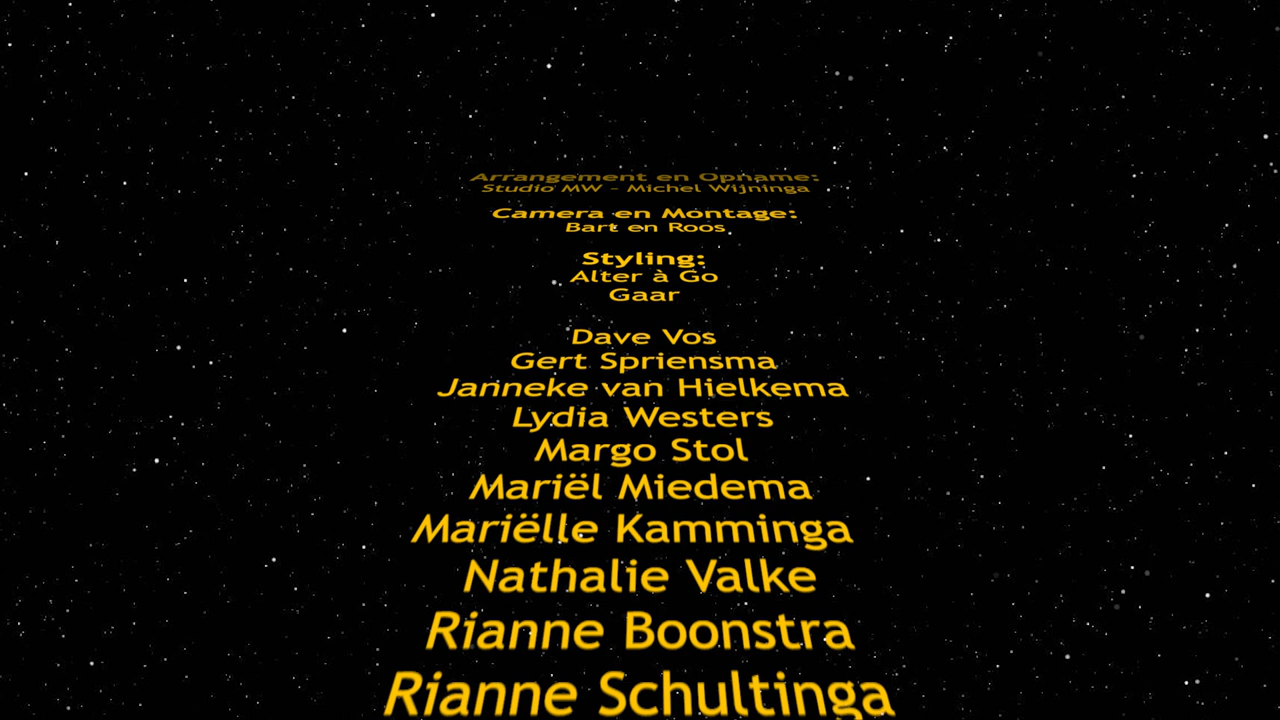 Arrangement en Opname:
Studio MW - Michel Wijninga
Camera en Montage:
Bart en Roos
Styling:
Alter à Go
Gaar
Dave Vos
Gert Spriensma
Janneke van Hielkema
Lydia Westers
Margo Stol
Mariël Miedema
Mariëlle Kamminga
Nathalie Valke
Rianne Boonstra
Rianne Schultinga